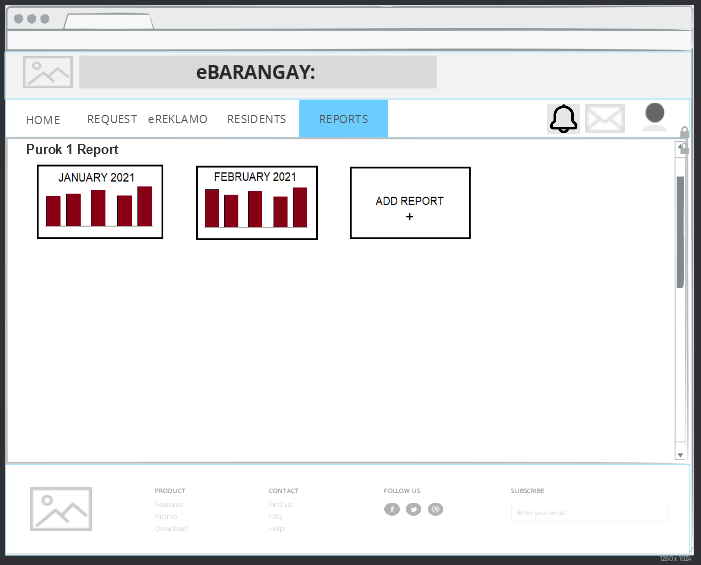 eBARANGAY:
HOME REQUEST eREKLAMO RESIDENTS REPORTS
Purok 1 Report
JANUARY 2021
FEBRUARY 2021
ADD REPORT
+
PRODUCT
Features
Promo
Download
CONTACT
Find us
FAQ
Help
FOLLOW US
f
SUBSCRIBE
Enter your email
1280 x 1024